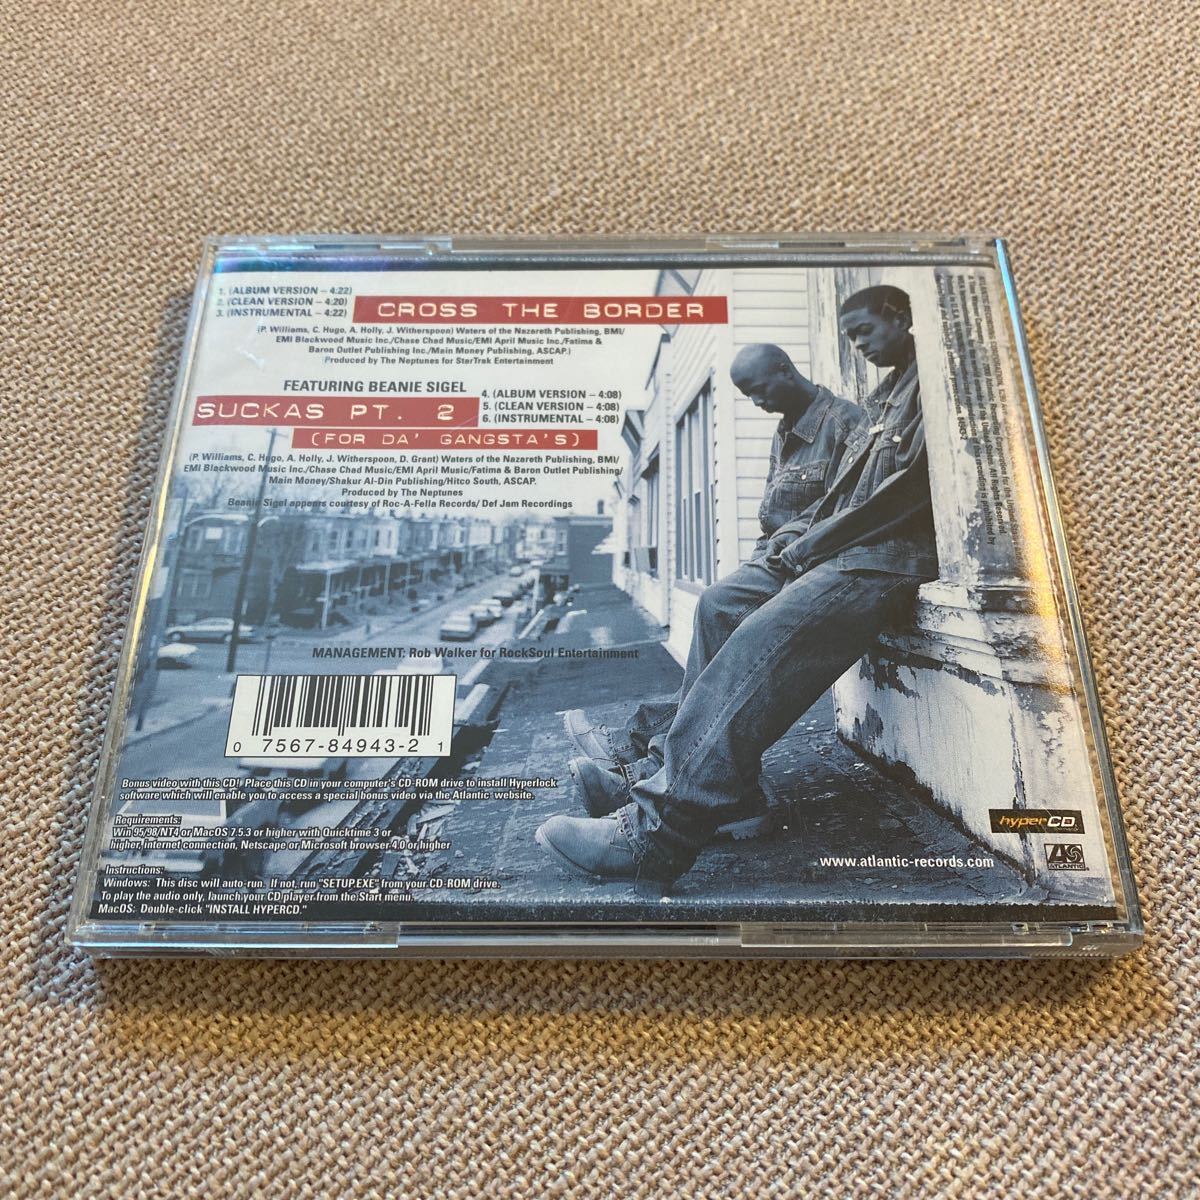 1. (ALBUM VERSION – 4:22)
2. (CLEAN VERSION – 4:20)
3. (INSTRUMENTAL – 4:22)
CROSS THE BORDER
(P. Williams, C. Hugo, A. Holly, J. Witherspoon) Waters of the Nazareth Publishing, BMI/
EMI Blackwood Music Inc./Chase Chad Music/EMI April Music Inc./Fatima &
Baron Outlet Publishing Inc./Main Money Publishing, ASCAP.)
Produced by The Neptunes for StarTrak Entertainment
FEATURING BEANIE SIGEL
SUCKAS PT. 2
(FOR DA' GANGSTA'S)
4. (ALBUM VERSION – 4:08)
5. (CLEAN VERSION – 4:08)
6. (INSTRUMENTAL – 4:08)
(P. Williams, C. Hugo, A. Holly, J. Witherspoon, D. Grant) Waters of the Nazareth Publishing, BMI/
EMI Blackwood Music Inc./Chase Chad Music/EMI April Music/Fatima & Baron Outlet Publishing/
Main Money/Shakur Al-Din Publishing/Hitco South, ASCAP.
Produced by The Neptunes
Beanie Sigel appears courtesy of Roc-A-Fella Records/ Def Jam Recordings
MANAGEMENT: Rob Walker for RockSoul Entertainment
0 7567-84943-2 1
Bonus video with this CD! Place this CD in your computer's CD-ROM drive to install Hyperlock
software which will enable you to access a special bonus video via the Atlantic website.
Requirements:
Win 95/98/NT4 or MacOS 7.5.3 or higher with Quicktime 3 or
higher, internet connection, Netscape or Microsoft browser 4.0 or higher
Instructions:
Windows: This disc will auto-run. If not, run "SETUP.EXE" from your CD-ROM drive.
To play the audio only, launch your CD player from the Start menu.
MacOS: Double-click "INSTALL HYPERCD."
hyperCD
ATLANTIC
www.atlantic-records.com